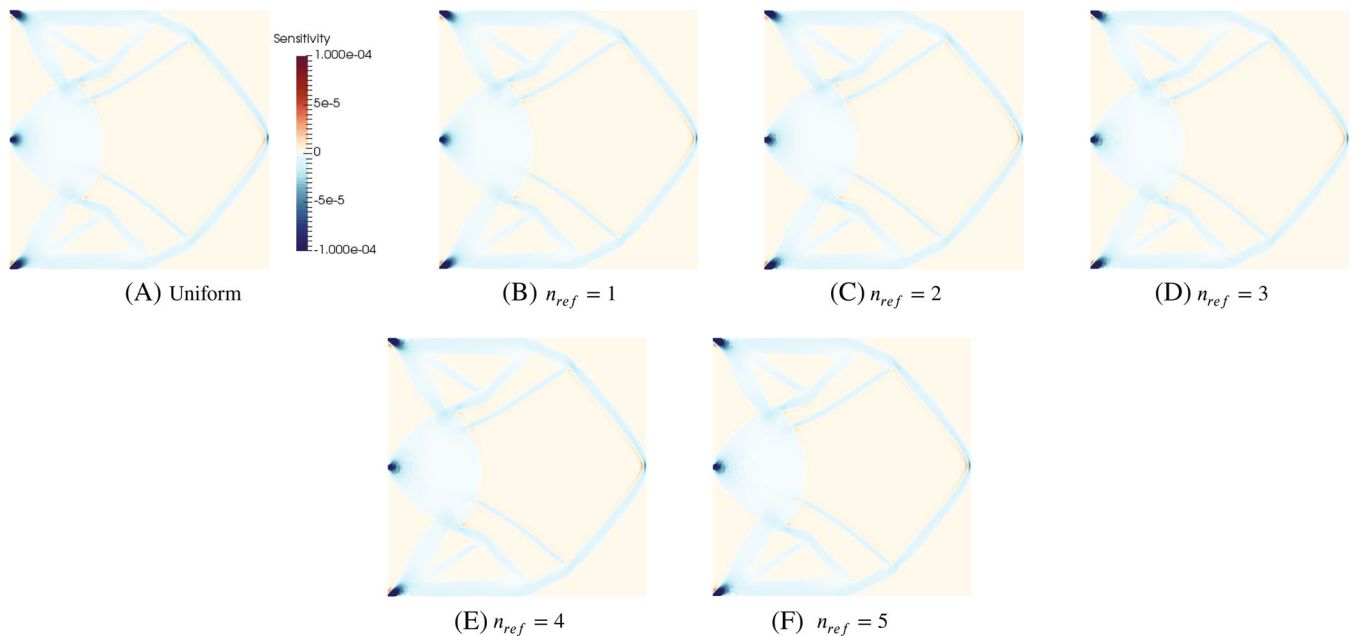 Sensitivity
1.000e-04
5e-5
0
-5e-5
-1.000e-04
(A) Uniform
(B) n_ref = 1
(C) n_ref = 2
(D) n_ref = 3
(E) n_ref = 4
(F) n_ref = 5